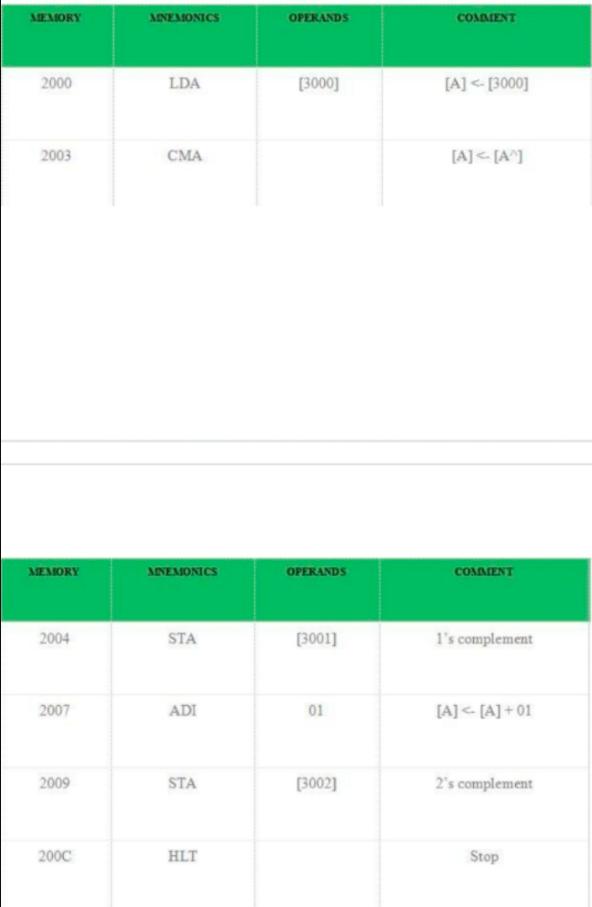 MEMORY MNEMONICS OPERANDS COMMENT
2000 LDA [3000] [A] <- [3000]
2003 CMA [A] <- [A^]
MEMORY MNEMONICS OPERANDS COMMENT
2004 STA [3001] 1's complement
2007 ADI 01 [A] <- [A] + 01
2009 STA [3002] 2's complement
200C HLT Stop